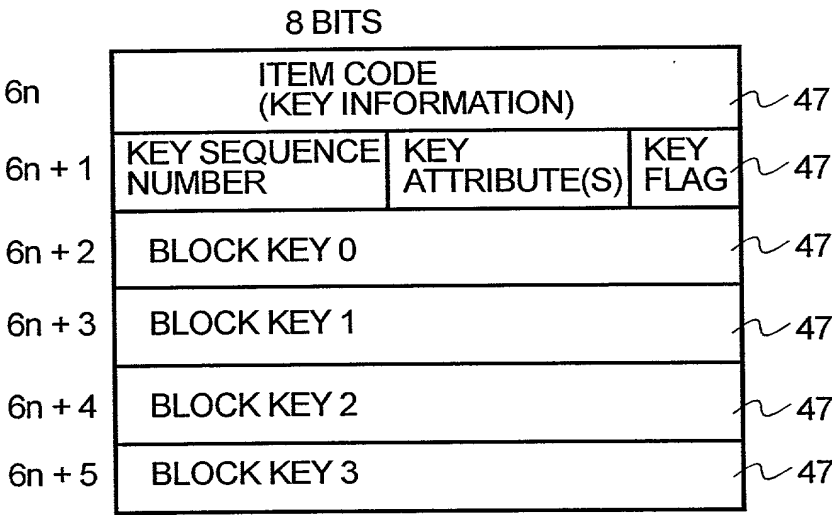 8 BITS
6n
ITEM CODE
(KEY INFORMATION)
47
6n + 1
KEY SEQUENCE
NUMBER
KEY
ATTRIBUTE(S)
KEY
FLAG
47
6n + 2
BLOCK KEY 0
47
6n + 3
BLOCK KEY 1
47
6n + 4
BLOCK KEY 2
47
6n + 5
BLOCK KEY 3
47